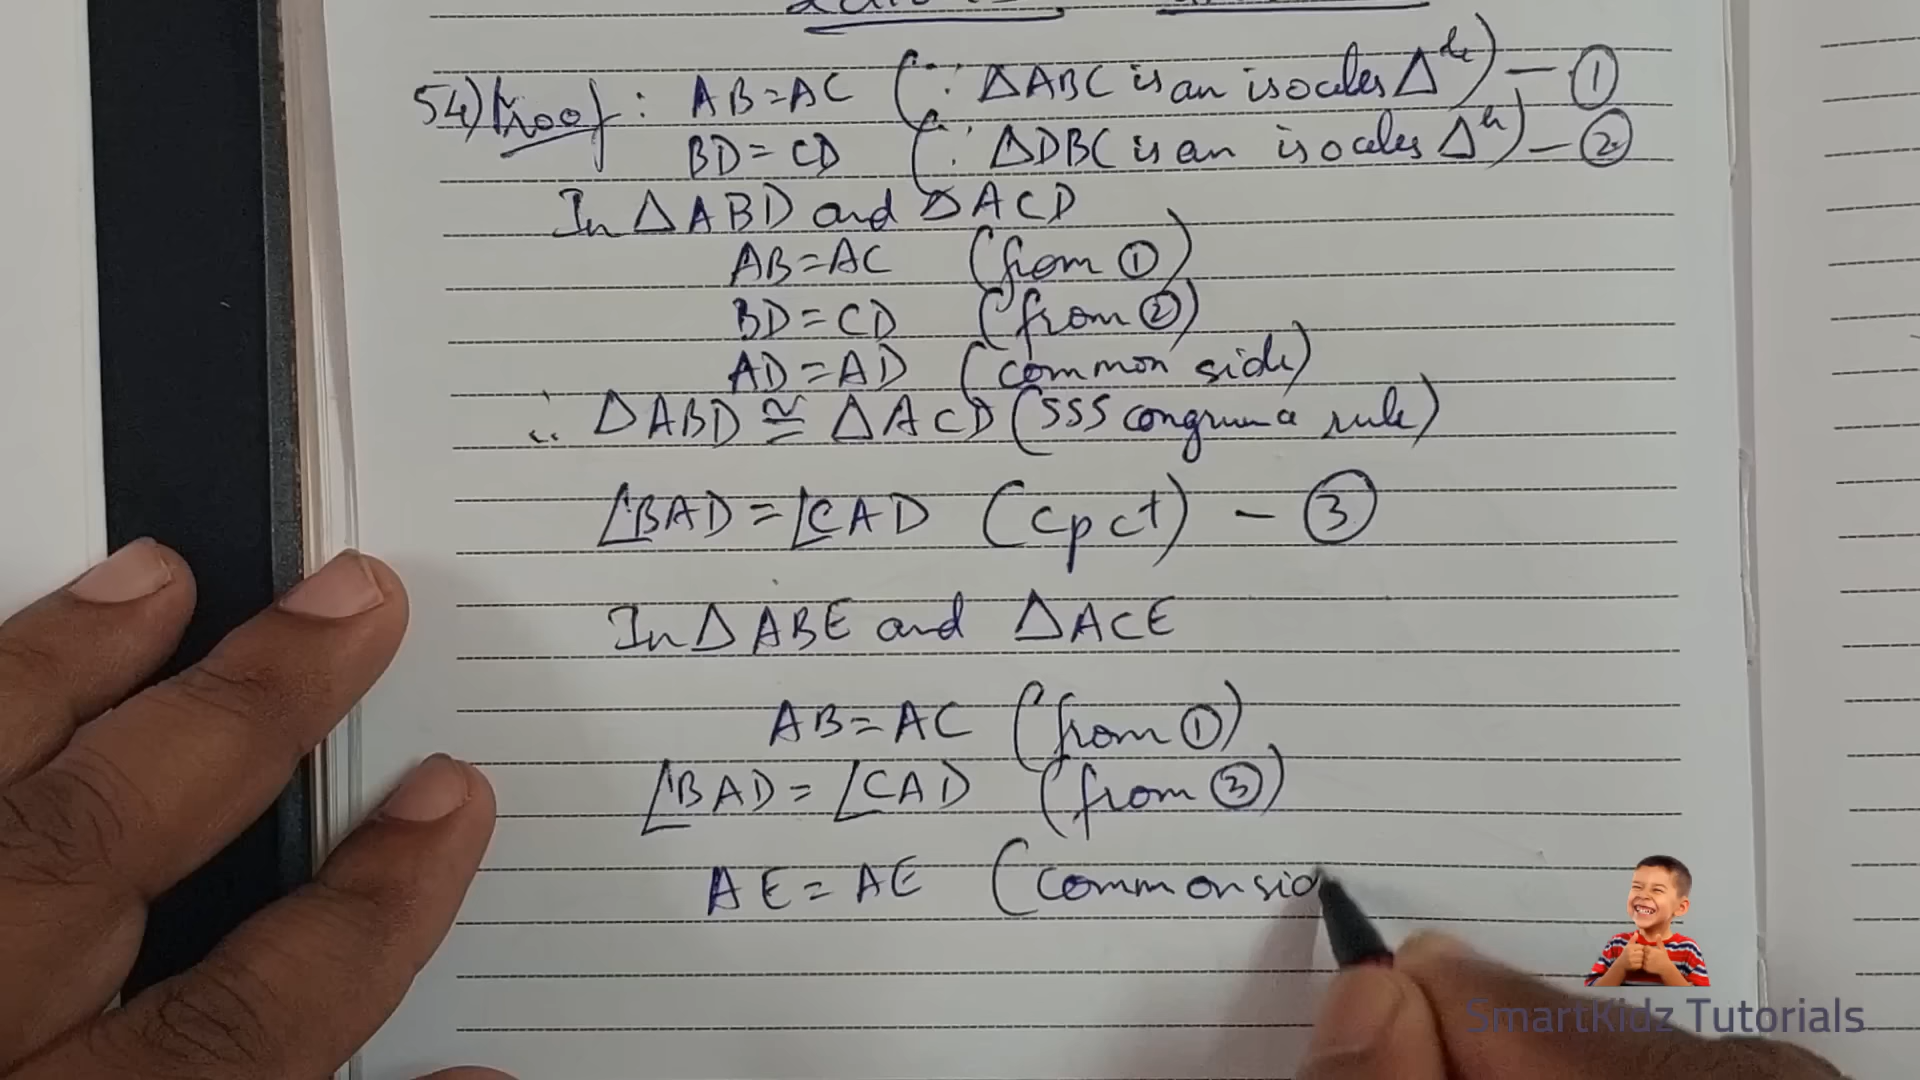 54) Proof : AB=AC (∵ ΔABC is an isoceles Δle) — ①
BD=CD (∵ ΔDBC is an isoceles Δle) — ②
In ΔABD and ΔACD
AB=AC (from ①)
BD=CD (from ②)
AD=AD (common side)
∴ ΔABD ≅ ΔACD (SSS congruence rule)
∠BAD=∠CAD (cpct) — ③
In ΔABE and ΔACE
AB=AC (from ①)
∠BAD=∠CAD (from ③)
AE=AE (common sid
SmartKidz Tutorials